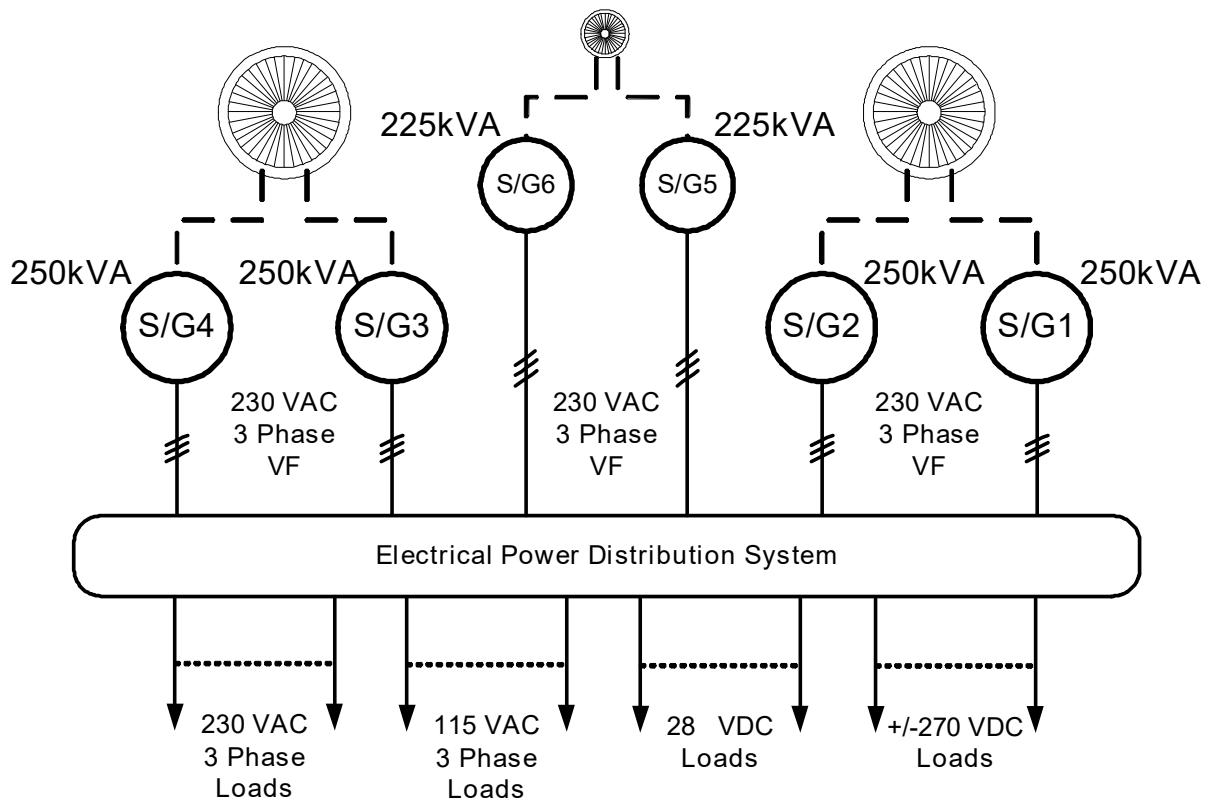 225kVA
225kVA
S/G6
S/G5
250kVA
250kVA
250kVA
250kVA
S/G4
S/G3
S/G2
S/G1
230 VAC
3 Phase
VF
230 VAC
3 Phase
VF
230 VAC
3 Phase
VF
Electrical Power Distribution System
230 VAC
3 Phase
Loads
115 VAC
3 Phase
Loads
28 VDC
Loads
+/-270 VDC
Loads